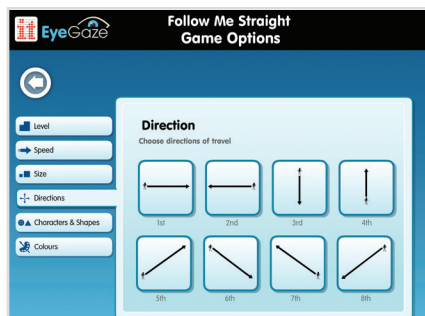 it EyeGaze
Follow Me Straight
Game Options
Level
Speed
Size
Directions
Characters & Shapes
Colours
Direction
Choose directions of travel
1st
2nd
3rd
4th
5th
6th
7th
8th